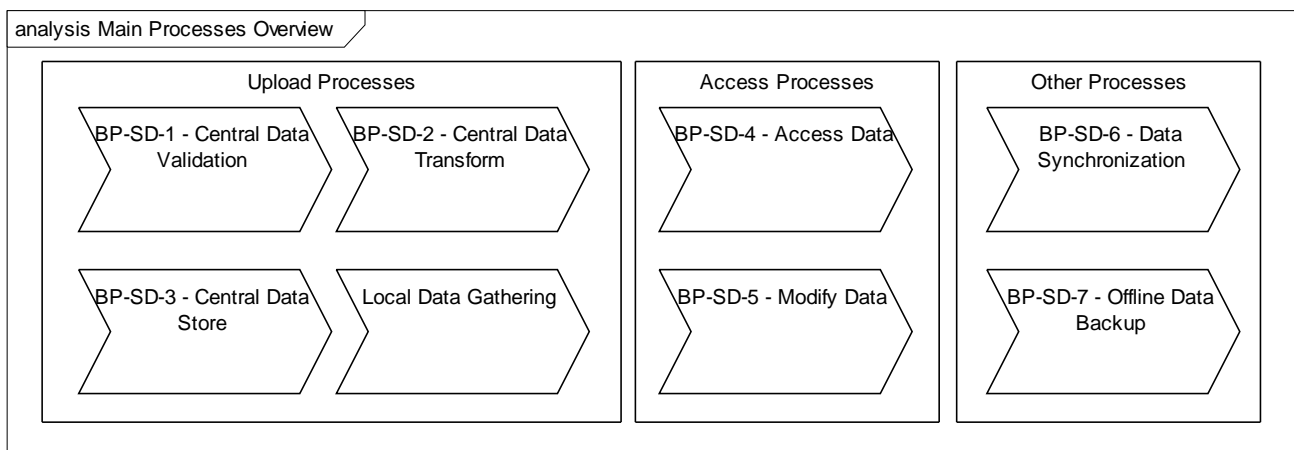 analysis Main Processes Overview
Upload Processes
BP-SD-1 - Central Data
Validation
BP-SD-2 - Central Data
Transform
BP-SD-3 - Central Data
Store
Local Data Gathering
Access Processes
BP-SD-4 - Access Data
BP-SD-5 - Modify Data
Other Processes
BP-SD-6 - Data
Synchronization
BP-SD-7 - Offline Data
Backup